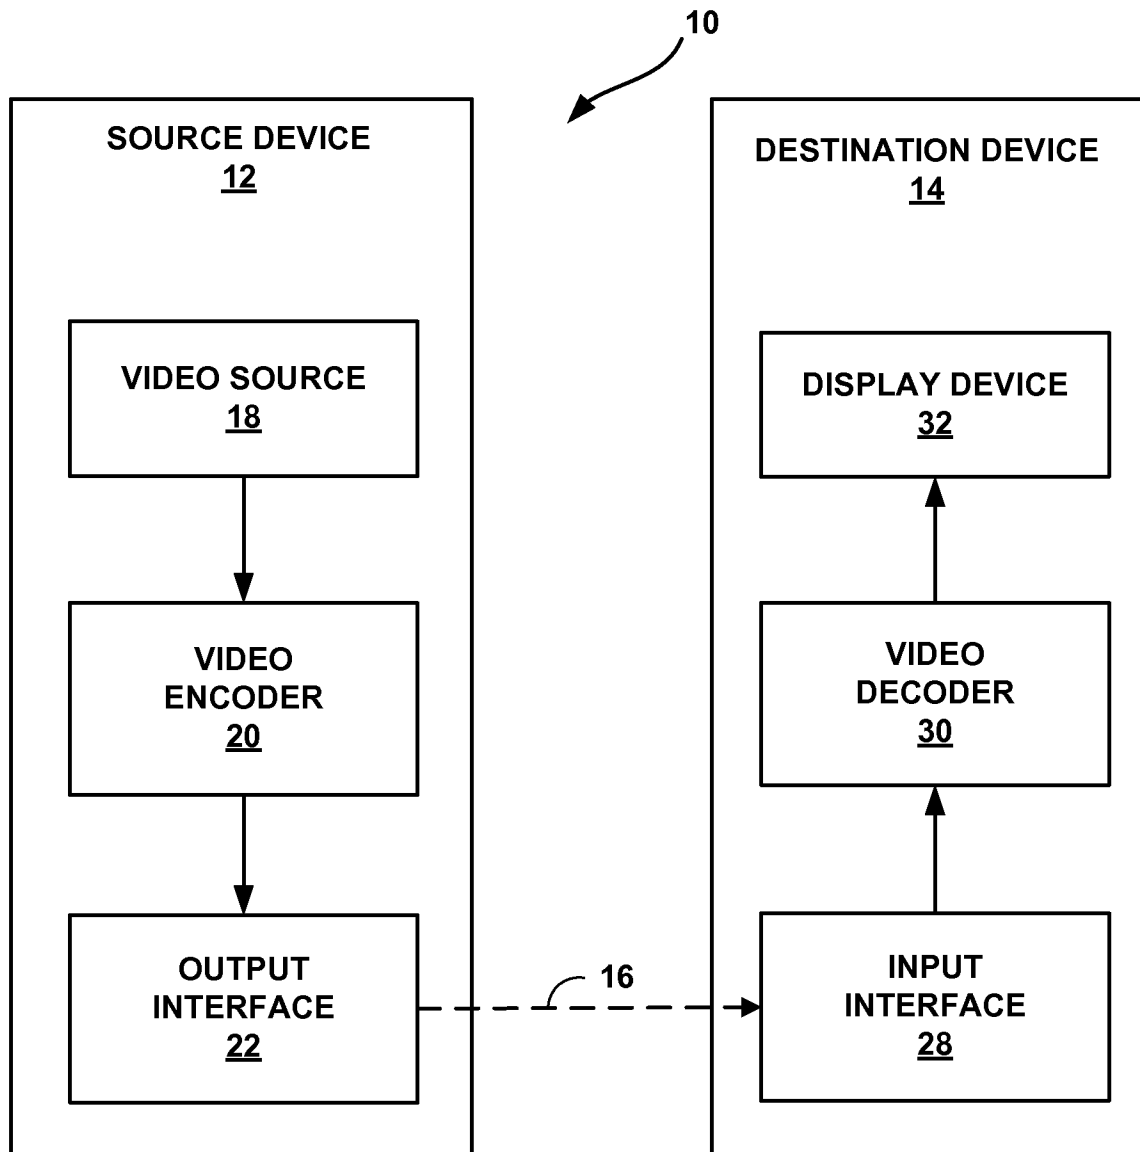 10
SOURCE DEVICE
12
VIDEO SOURCE
18
VIDEO
ENCODER
20
OUTPUT
INTERFACE
22
16
DESTINATION DEVICE
14
DISPLAY DEVICE
32
VIDEO
DECODER
30
INPUT
INTERFACE
28